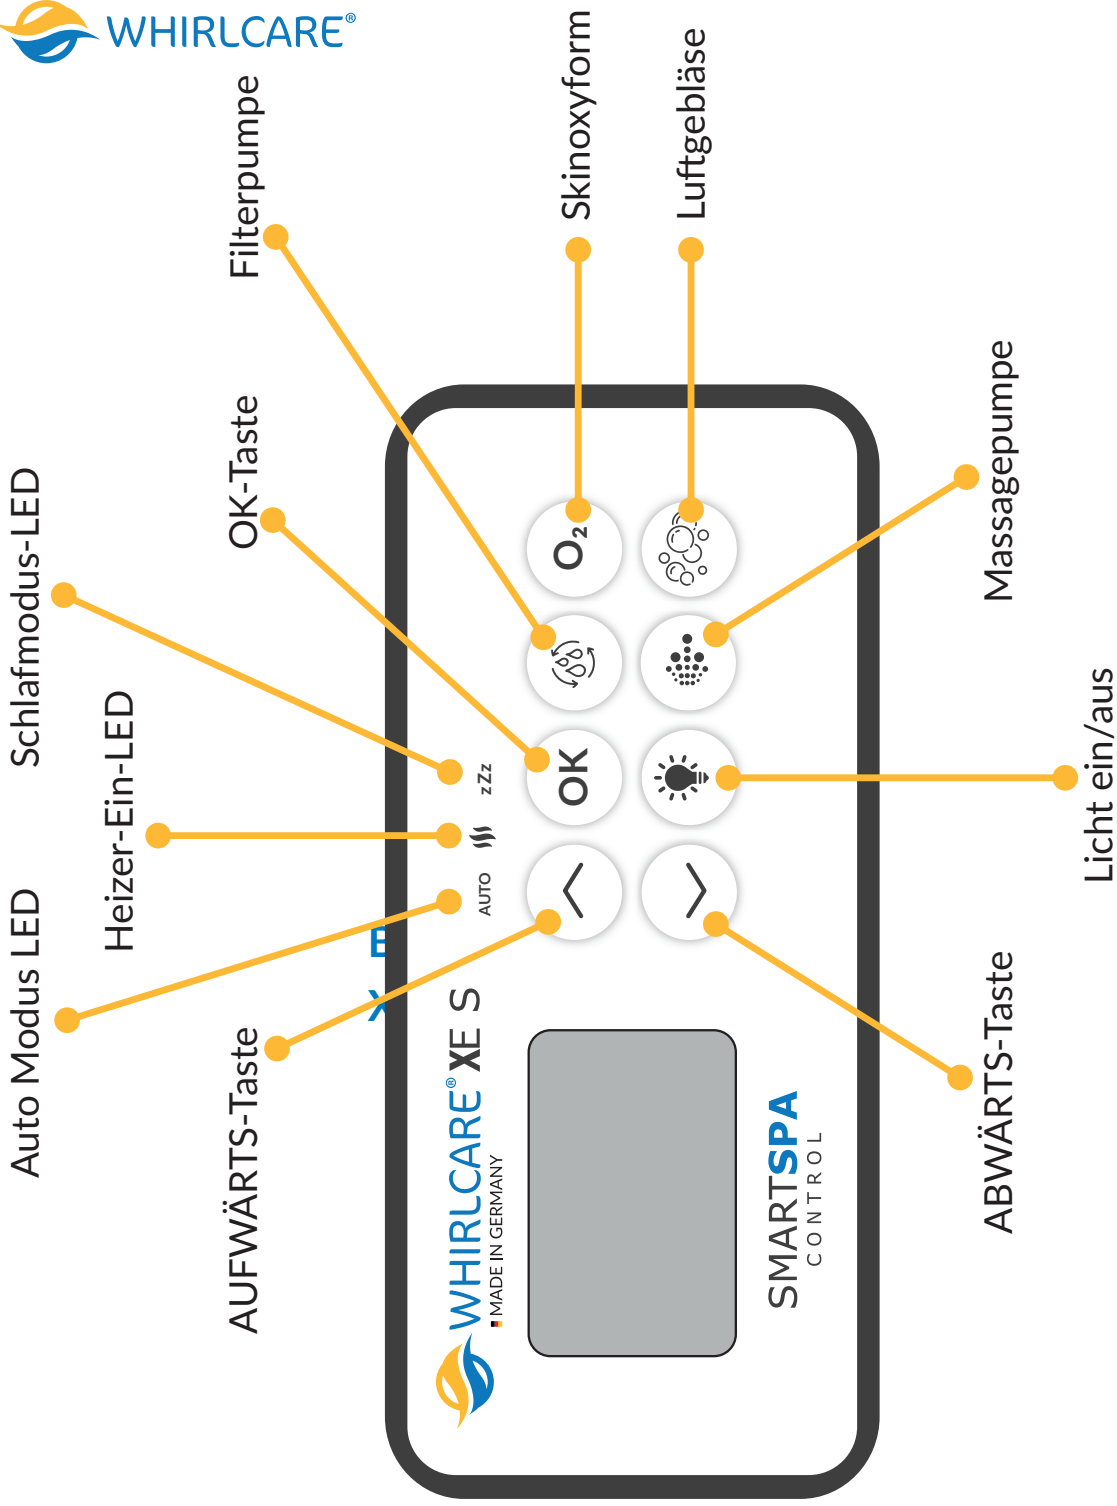 WHIRLCARE®
Auto Modus LED
Schlafmodus-LED
Heizer-Ein-LED
AUFWÄRTS-Taste
OK-Taste
Filterpumpe
X E
WHIRLCARE® XE S
MADE IN GERMANY
AUTO
zZz
OK
O₂
Skinoxyform
Luftgebläse
SMARTSPA
CONTROL
ABWÄRTS-Taste
Massagepumpe
Licht ein/aus